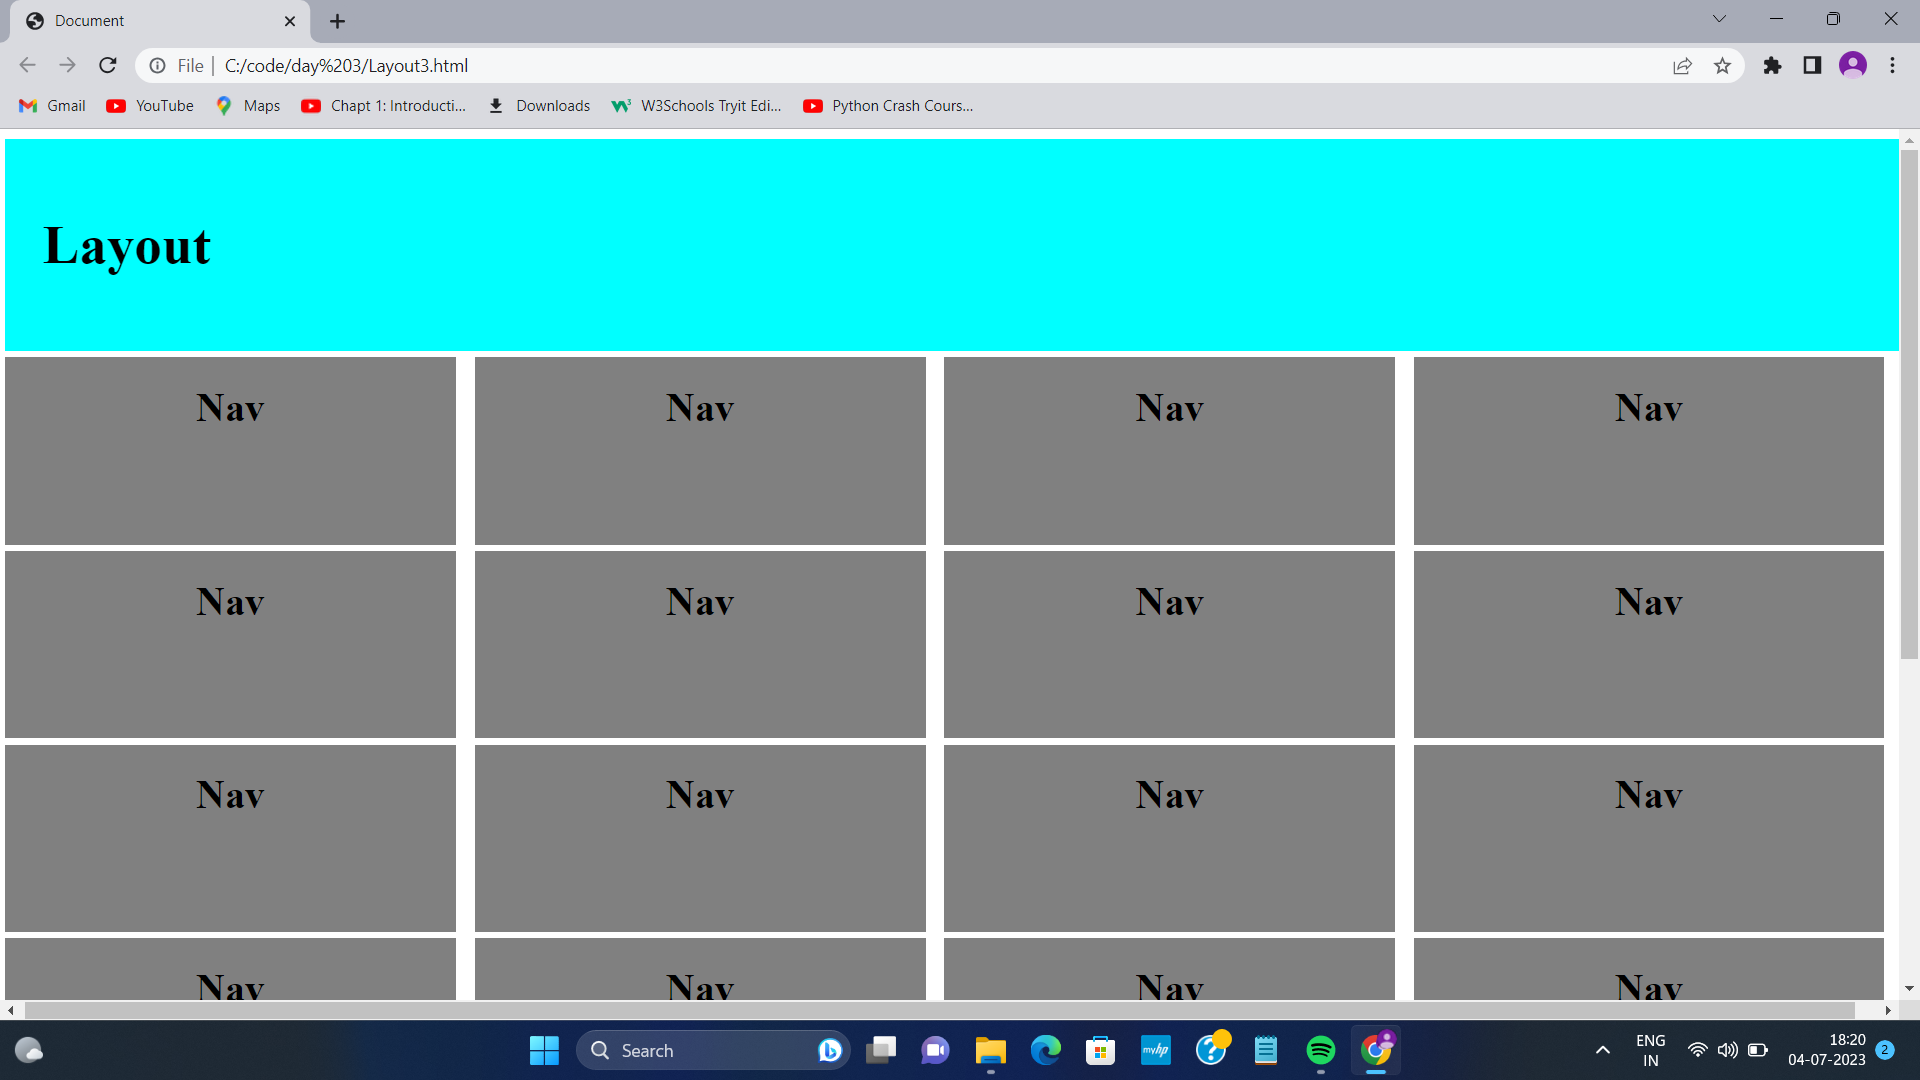 Document
File | C:/code/day%203/Layout3.html
Gmail YouTube Maps Chapt 1: Introducti... Downloads W3Schools Tryit Edi... Python Crash Cours...
Layout
Nav Nav Nav Nav
Nav Nav Nav Nav
Nav Nav Nav Nav
Nav Nav Nav Nav
Search
myhp
ENG
IN
18:20
04-07-2023
2